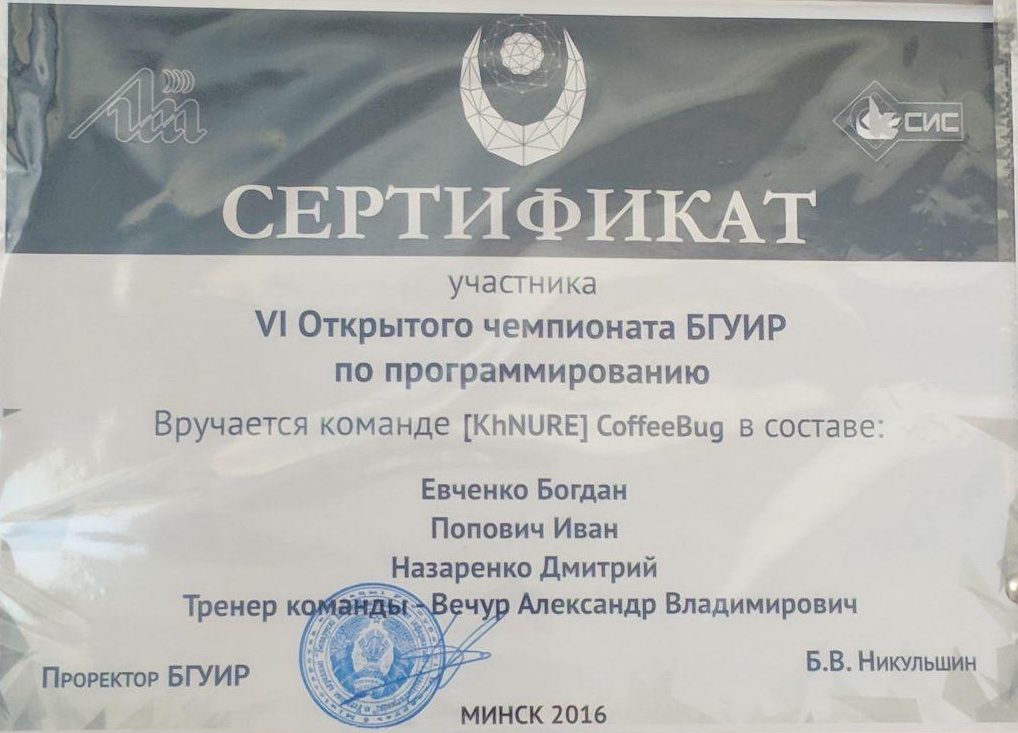 СИС
СЕРТИФИКАТ
участника
VI Открытого чемпионата БГУИР
по программированию
Вручается команде [KhNURE] CoffeeBug в составе:
Евченко Богдан
Попович Иван
Назаренко Дмитрий
Тренер команды - Вечур Александр Владимирович
Проректор БГУИР
Б.В. Никульшин
МИНСК 2016